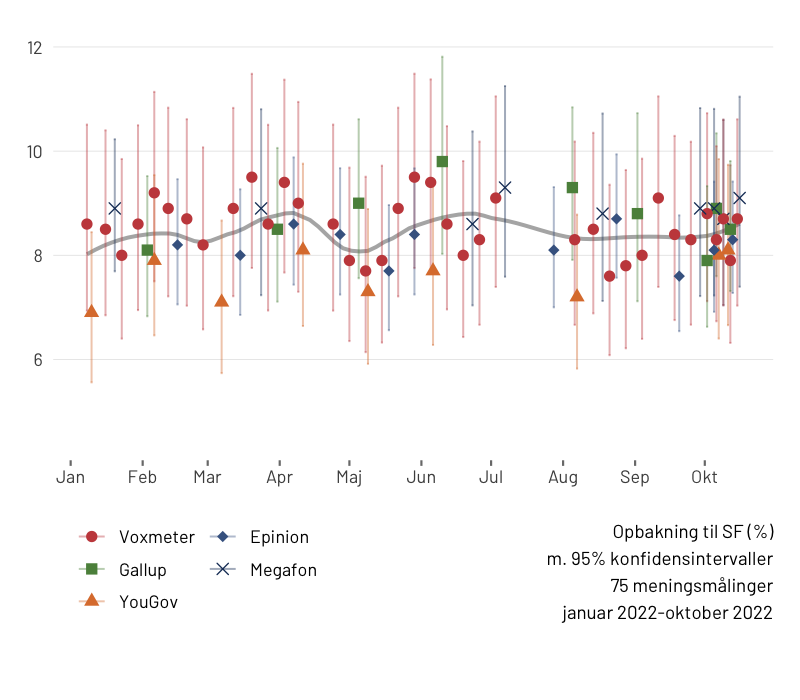 12
10
8
6
Jan Feb Mar Apr Maj Jun Jul Aug Sep Okt
Voxmeter Epinion
Gallup Megafon
YouGov
Opbakning til SF (%)
m. 95% konfidensintervaller
75 meningsmålinger
januar 2022-oktober 2022